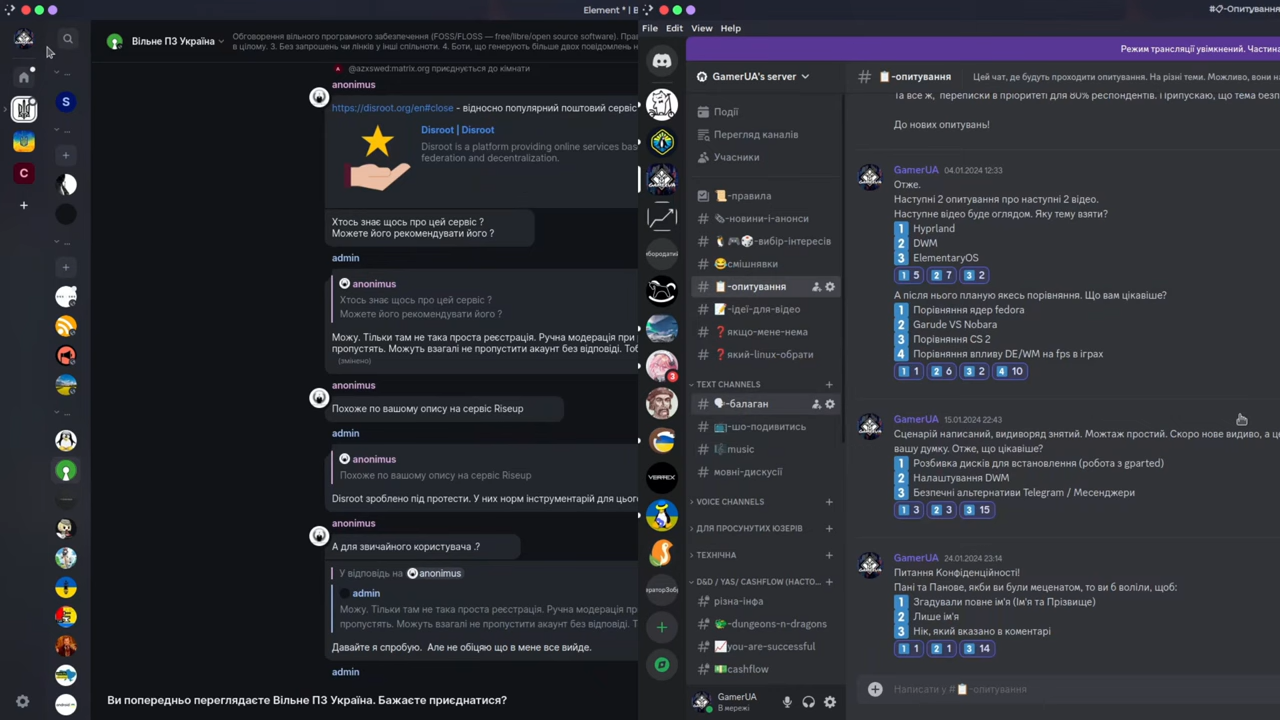 Element * | B
Вільне ПЗ Україна
Обговорення вільного програмного забезпечення (FOSS/FLOSS — free/libre/open source software). Пра
в цілому. 3. Без запрошень чи лінків у інші спільноти. 4. Боти, що генерують більше двох повідомлень н
@azxswed:matrix.org приєднується до кімнати
anonimus
https://disroot.org/en#close - відносно популярний поштовий сервіс
Disroot | Disroot
Disroot is a platform providing online services bas
federation and decentralization.
Хтось знає щось про цей сервіс ?
Можете його рекомендувати його ?
admin
anonimus
Хтось знає щось про цей сервіс ?
Можете його рекомендувати його ?
Можу. Тільки там не така проста реєстрація. Ручна модерація при
пропустять. Можуть взагалі не пропустити акаунт без відповіді. Тоб
(змінено)
anonimus
Похоже по вашому опису на сервіс Riseup
admin
anonimus
Похоже по вашому опису на сервіс Riseup
Disroot зроблено під протести. У них норм інструментарій для цього
anonimus
А для звичайного користувача .?
У відповідь на anonimus
admin
Можу. Тільки там не така проста реєстрація. Ручна модерація пр
пропустять. Можуть взагалі не пропустити акаунт без відповіді.
Давайте я спробую. Але не обіцяю що в мене все вийде.
admin
Ви попередньо переглядаєте Вільне ПЗ Україна. Бажаєте приєднатися?
S
C
#📋-Опитування
File Edit View Help
Режим трансляції увімкнений. Частина
GamerUA's server
Події
Перегляд каналів
Учасники
📜-правила
🗞-новини-і-анонси
🐧🎮🎲-вибір-інтересів
😂смішнявки
📋-опитування
📝-ідеї-для-відео
❓якщо-мене-нема
❓який-linux-обрати
TEXT CHANNELS
🗣-балаган
📺-шо-подивитись
🎼music
мовні-дискусії
VOICE CHANNELS
ДЛЯ ПРОСУНУТИХ ЮЗЕРІВ
ТЕХНІЧНА
D&D / YAS/ CASHFLOW (НАСТО...
різна-інфа
🐲-dungeons-n-dragons
📈you-are-successful
💵cashflow
GamerUA
В мережі
GAMERUA
VERTREX
3
# 📋-опитування
Цей чат, де будуть проходити опитування. На різні теми. Можливо, вони на
Та все ж, переписки в пріоритеті для 80% респондентів. Припускаю, що тема безп
До нових опитувань!
GamerUA 04.01.2024 12:33
Отже.
Наступні 2 опитування про наступні 2 відео.
Наступне відео буде оглядом. Яку тему взяти?
1 Hyprland
2 DWM
3 ElementaryOS
1 5 2 7 3 2
А після нього планую якесь порівняння. Що вам цікавіше?
1 Порівняння ядер fedora
2 Garude VS Nobara
3 Порівняння CS 2
4 Порівняння впливу DE/WM на fps в іграх
1 1 2 6 3 2 4 10
GamerUA 15.01.2024 22:43
Сценарій написаний, видиворяд знятий. Можтаж простий. Скоро нове видиво, а це
вашу думку. Отже, що цікавіше?
1 Розбивка дисків для встановлення (робота з gparted)
2 Налаштування DWM
3 Безпечні альтернативи Telegram / Месенджери
1 3 2 3 3 15
GamerUA 24.01.2024 23:14
Питання Конфіденційності!
Пані та Панове, якби ви були меценатом, то ви б воліли, щоб:
1 Згадували повне ім'я (Ім'я та Прізвище)
2 Лише ім'я
3 Нік, який вказано в коментарі
1 1 2 1 3 14
Написати у #📋-опитування